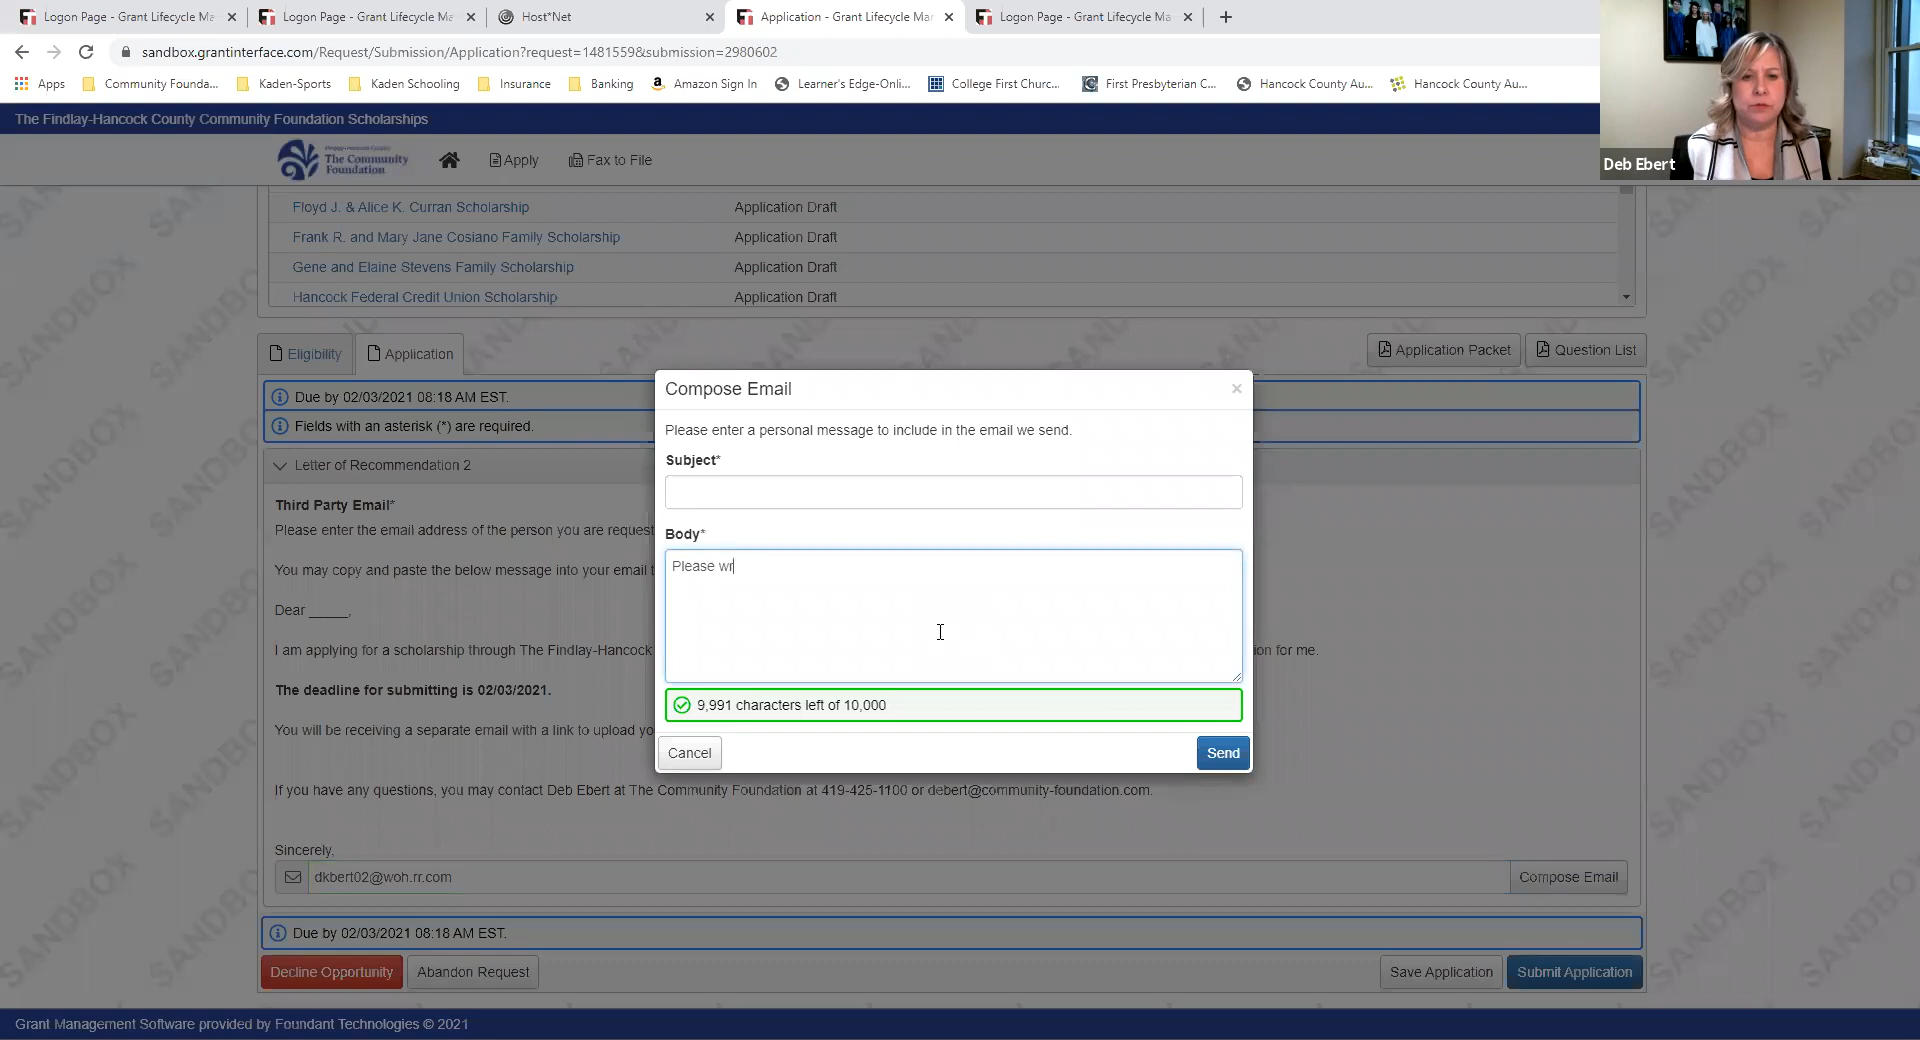 Logon Page - Grant Lifecycle Ma
Logon Page - Grant Lifecycle Ma
Host*Net
Application - Grant Lifecycle Mar
Logon Page - Grant Lifecycle Ma
sandbox.grantinterface.com/Request/Submission/Application?request=1481559&submission=2980602
Apps
Community Founda...
Kaden-Sports
Kaden Schooling
Insurance
Banking
Amazon Sign In
Learner's Edge-Onli...
College First Churc...
First Presbyterian C...
Hancock County Au...
Hancock County Au...
Deb Ebert
The Findlay-Hancock County Community Foundation Scholarships
The Community
Foundation
Apply
Fax to File
Floyd J. & Alice K. Curran Scholarship Application Draft
Frank R. and Mary Jane Cosiano Family Scholarship Application Draft
Gene and Elaine Stevens Family Scholarship Application Draft
Hancock Federal Credit Union Scholarship Application Draft
Eligibility
Application
Application Packet
Question List
Due by 02/03/2021 08:18 AM EST.
Fields with an asterisk (*) are required.
Letter of Recommendation 2
Third Party Email*
Please enter the email address of the person you are request
You may copy and paste the below message into your email t
Dear _____,
I am applying for a scholarship through The Findlay-Hancock
ion for me.
The deadline for submitting is 02/03/2021.
You will be receiving a separate email with a link to upload yo
If you have any questions, you may contact Deb Ebert at The Community Foundation at 419-425-1100 or debert@community-foundation.com.
Sincerely,
dkbert02@woh.rr.com
Compose Email
Compose Email
×
Please enter a personal message to include in the email we send.
Subject*
Body*
Please wr
9,991 characters left of 10,000
Cancel
Send
Due by 02/03/2021 08:18 AM EST.
Decline Opportunity
Abandon Request
Save Application
Submit Application
Grant Management Software provided by Foundant Technologies © 2021
SANDBOX